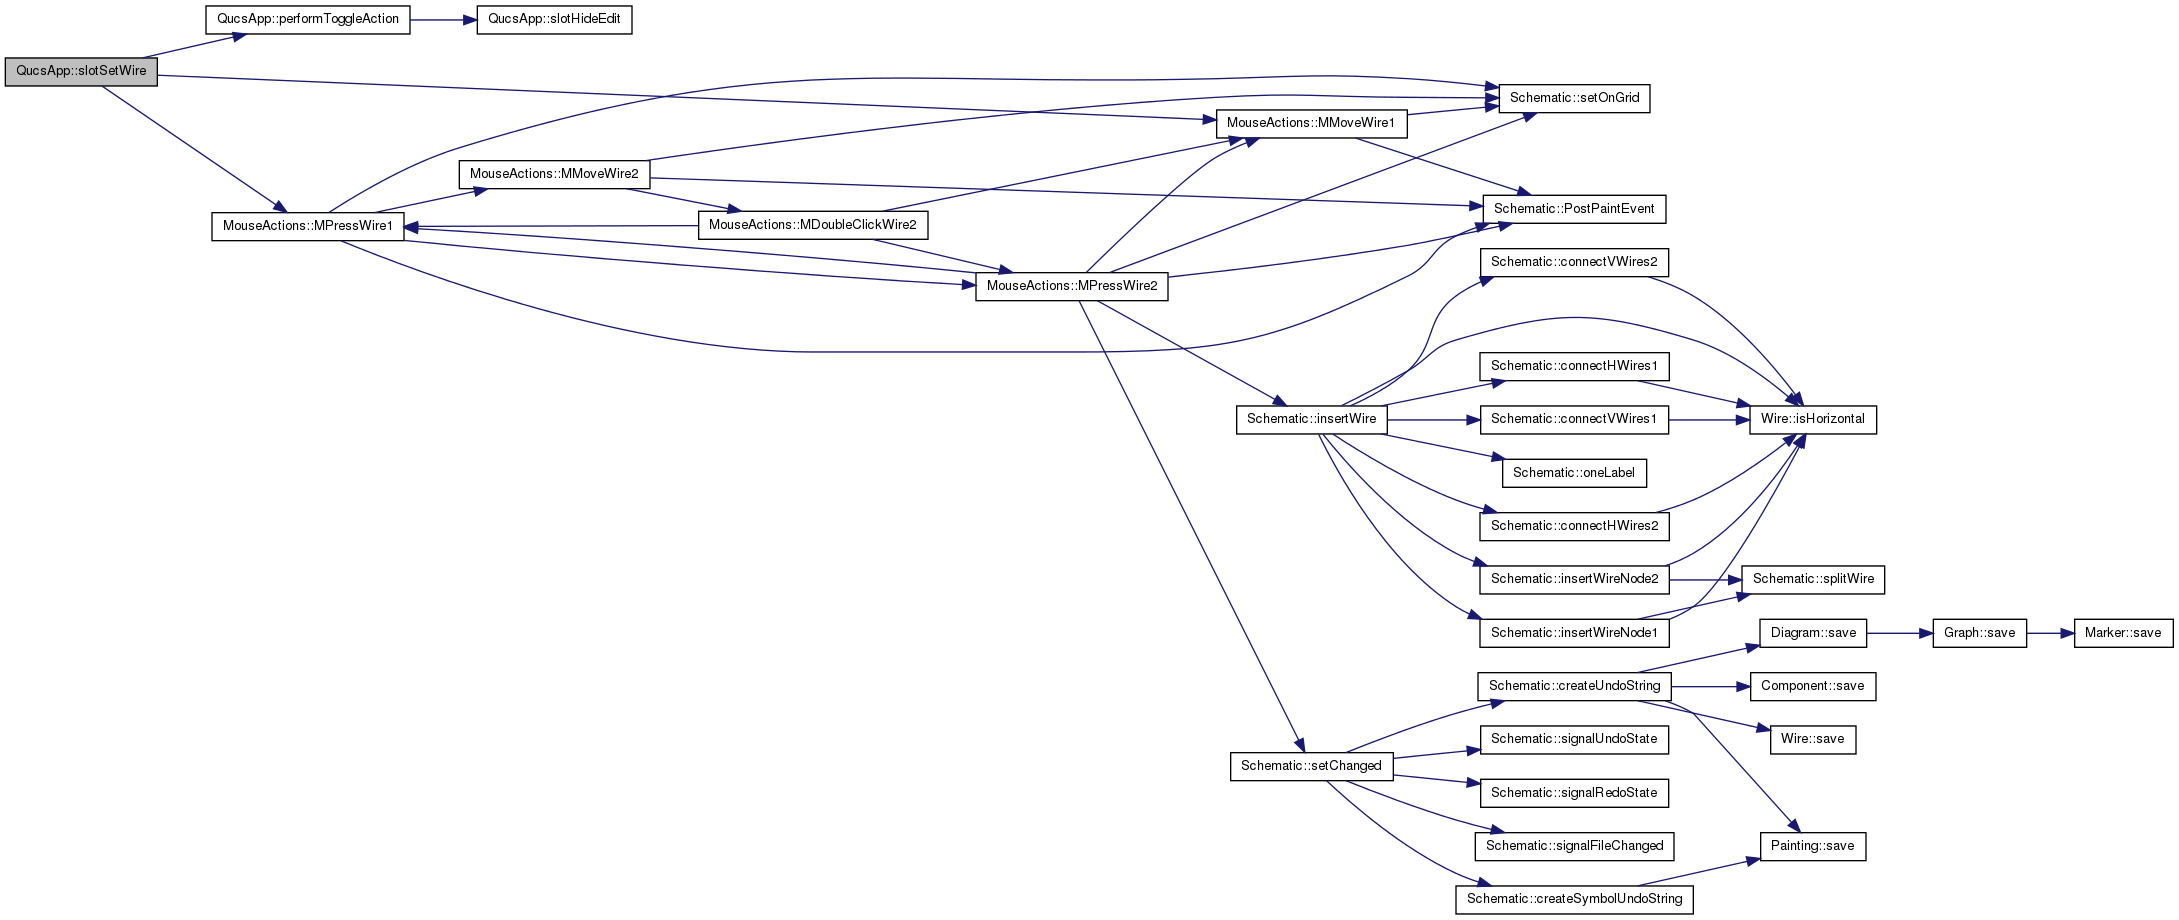 QucsApp::performToggleAction
QucsApp::slotHideEdit
QucsApp::slotSetWire
Schematic::setOnGrid
MouseActions::MMoveWire1
MouseActions::MMoveWire2
Schematic::PostPaintEvent
MouseActions::MPressWire1
MouseActions::MDoubleClickWire2
Schematic::connectVWires2
MouseActions::MPressWire2
Schematic::connectHWires1
Schematic::insertWire
Schematic::connectVWires1
Wire::isHorizontal
Schematic::oneLabel
Schematic::connectHWires2
Schematic::insertWireNode2
Schematic::splitWire
Schematic::insertWireNode1
Diagram::save
Graph::save
Marker::save
Schematic::createUndoString
Component::save
Schematic::signalUndoState
Wire::save
Schematic::setChanged
Schematic::signalRedoState
Schematic::signalFileChanged
Painting::save
Schematic::createSymbolUndoString